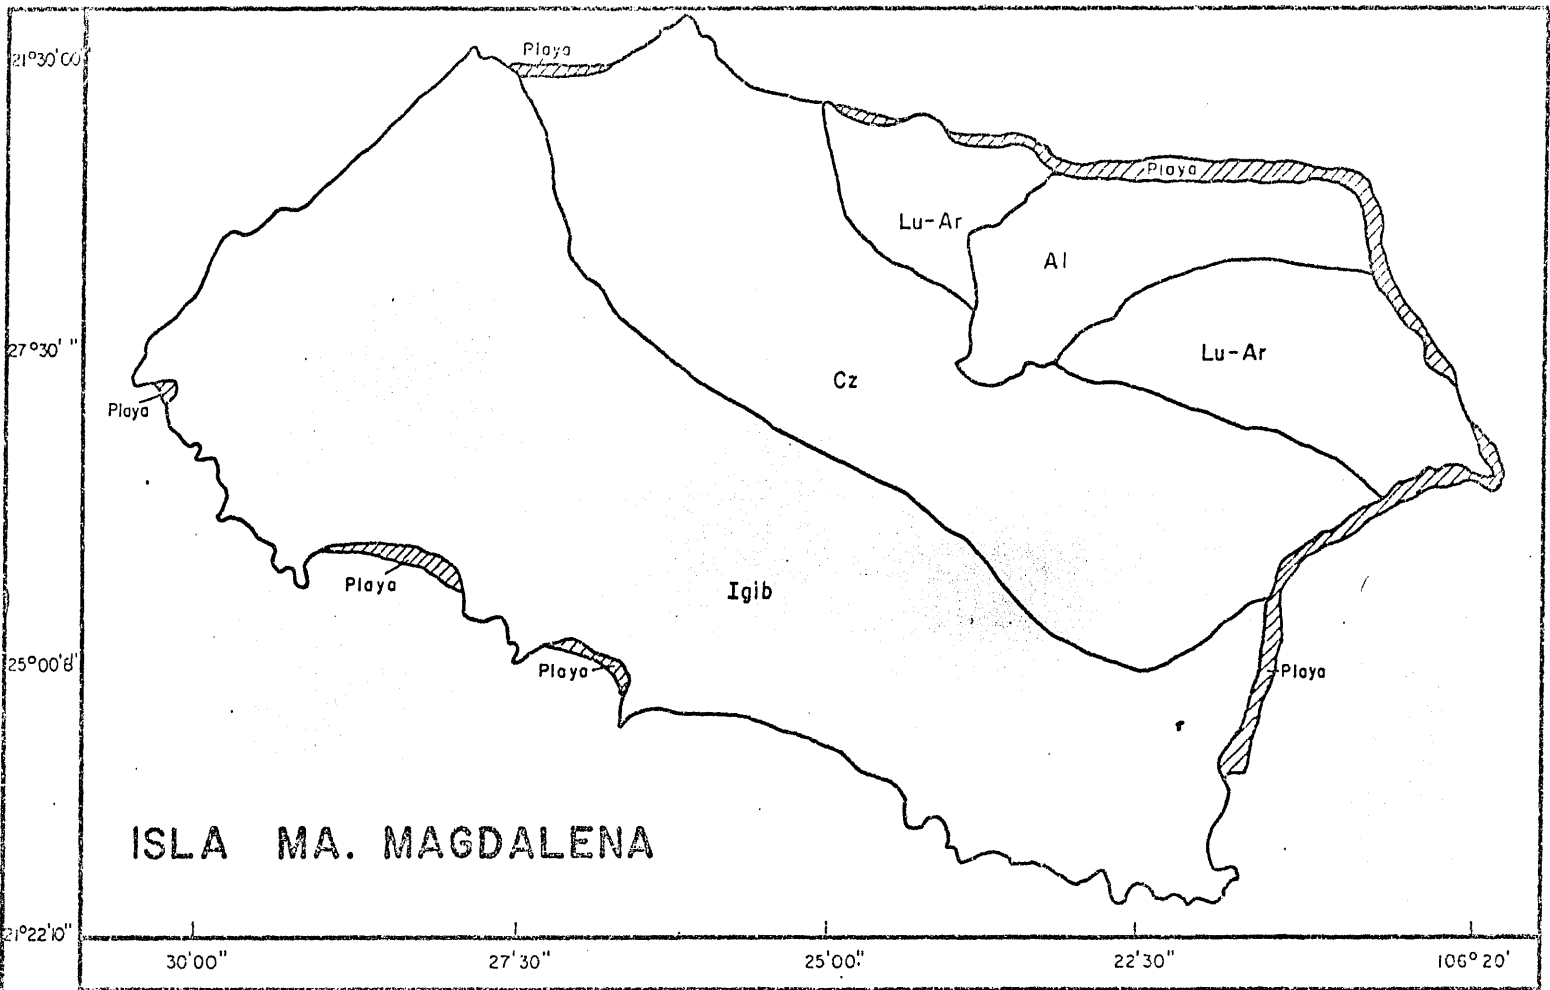 21°30'00"
Playa
Playa
Lu-Ar
Al
27°30' "
Lu-Ar
Cz
Playa
Playa
Igib
25°00'8"
Playa
Playa
ISLA MA. MAGDALENA
21°22'10"
30'00"
27'30"
25'00"
22'30"
106°20'